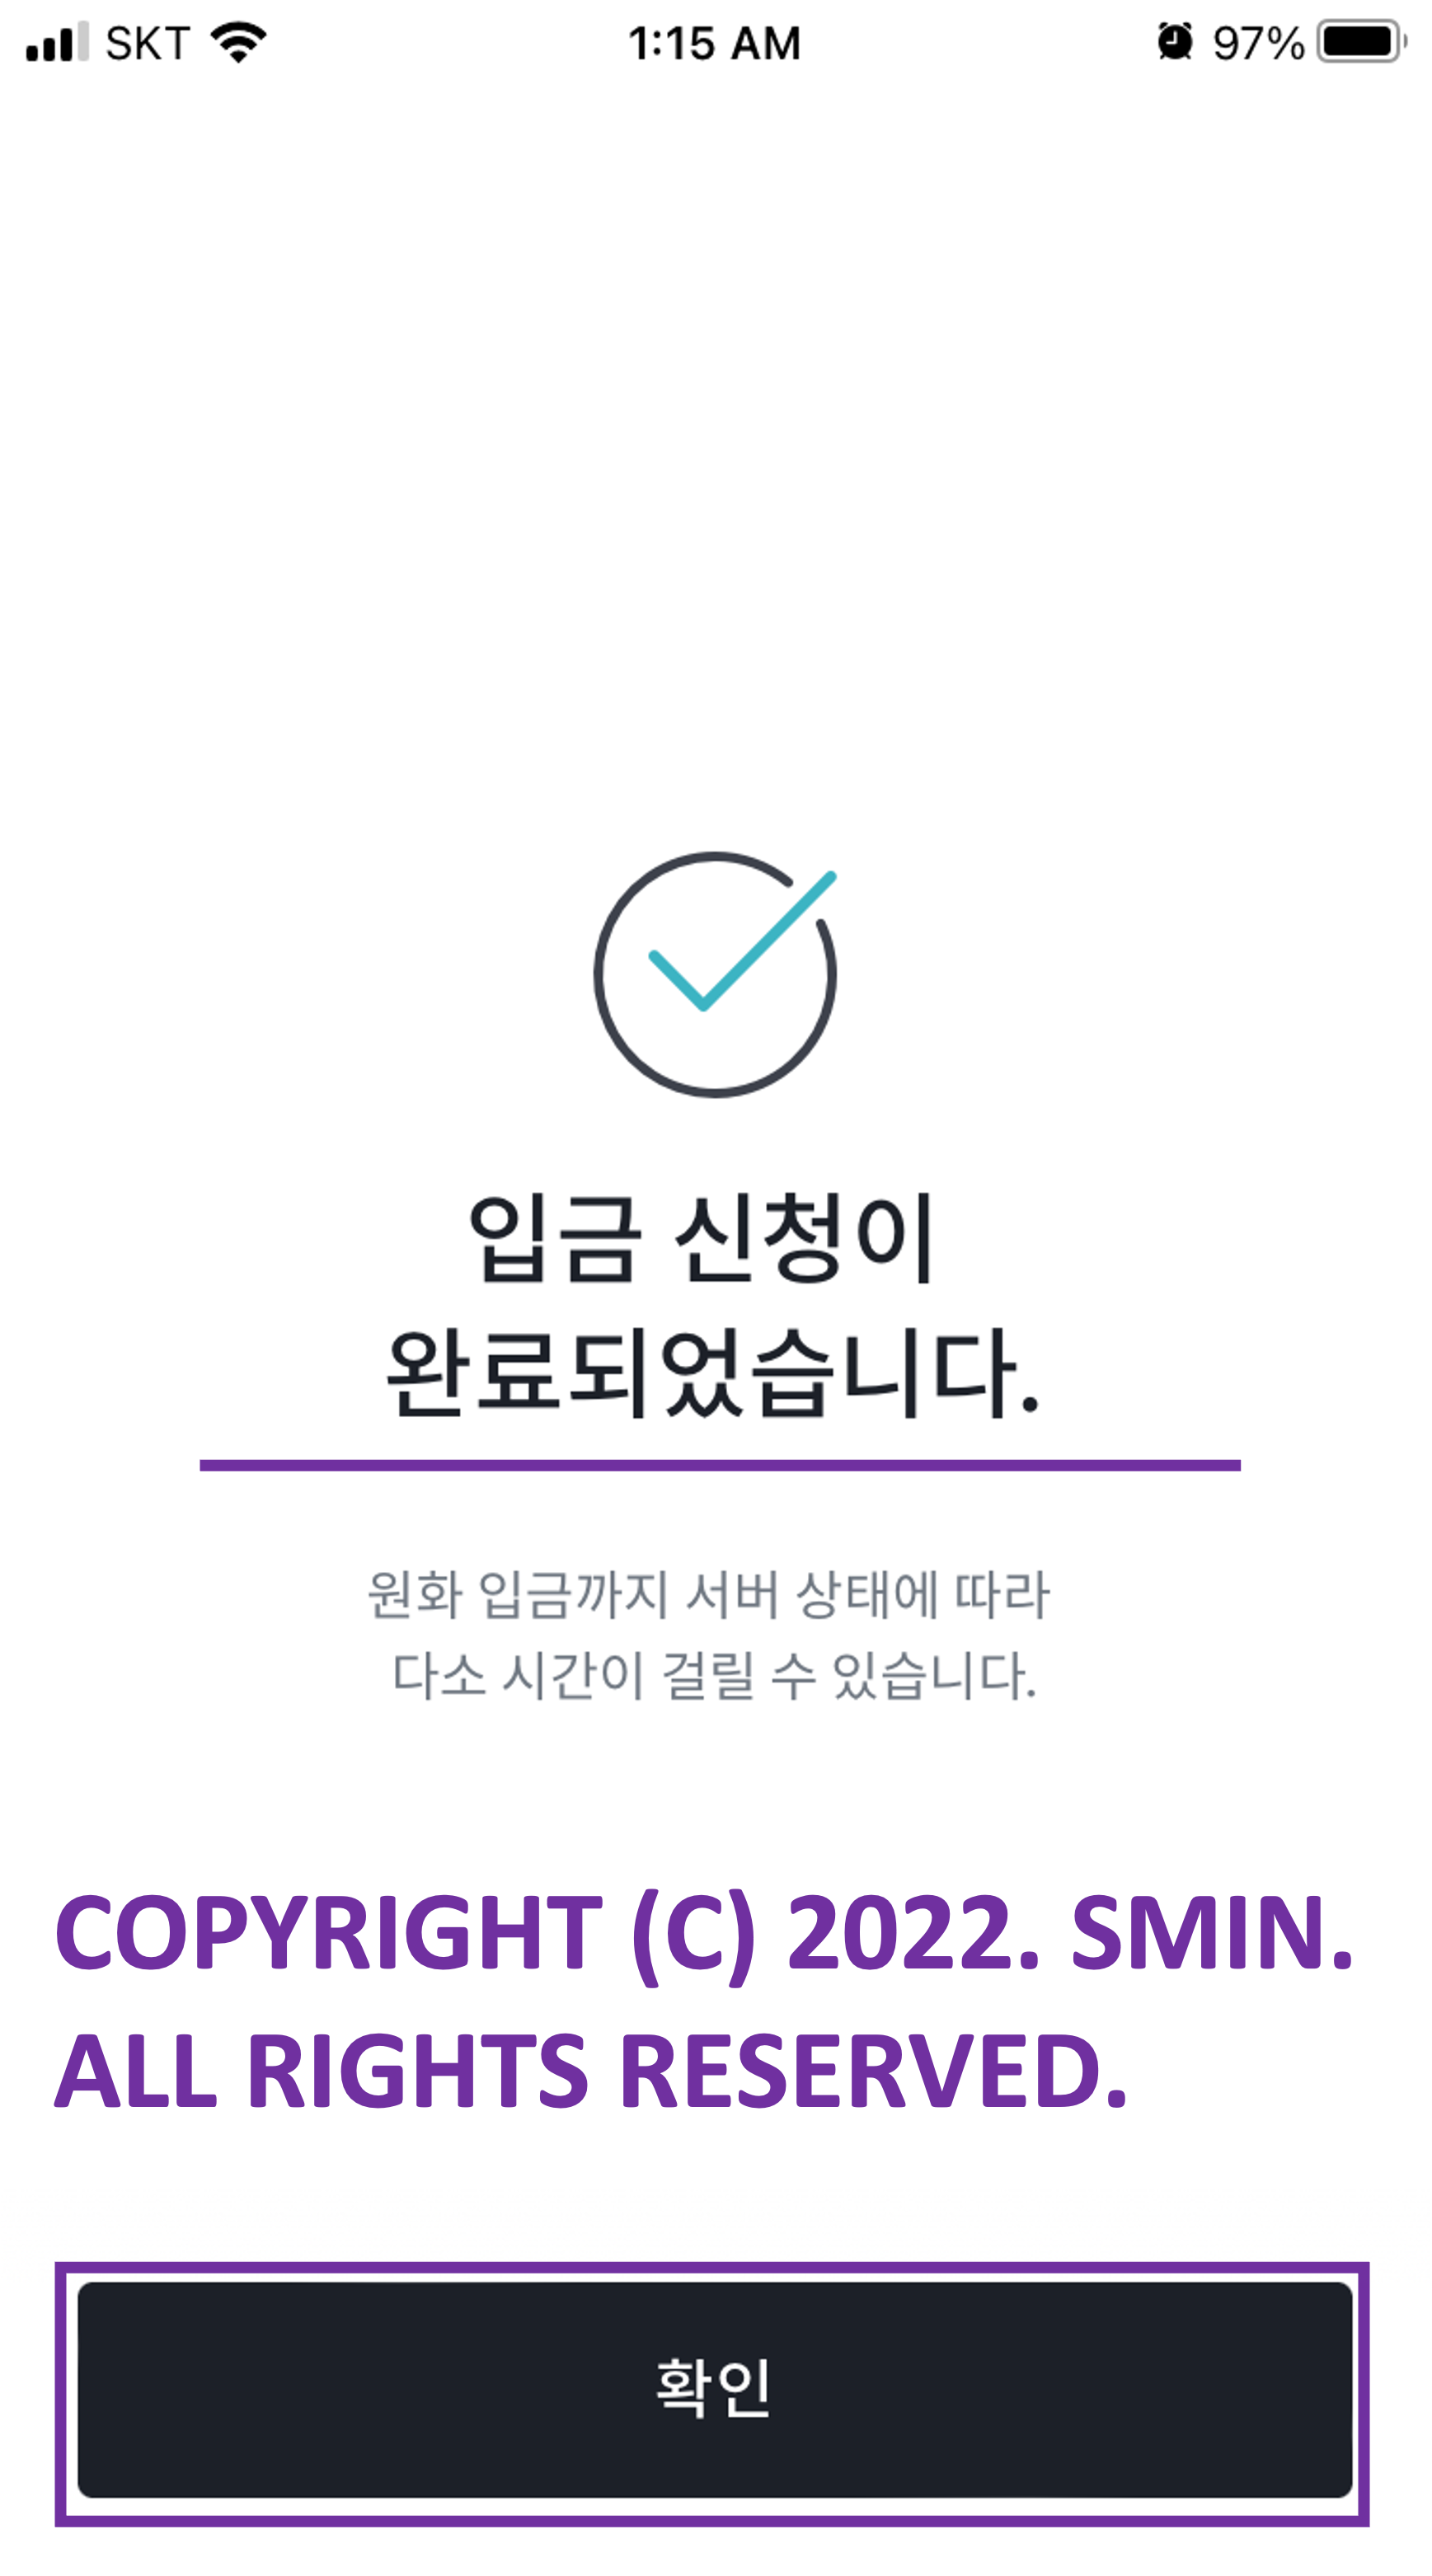 SKT
1:15 AM
97%
입금 신청이
완료되었습니다.
원화 입금까지 서버 상태에 따라
다소 시간이 걸릴 수 있습니다.
COPYRIGHT (C) 2022. SMIN.
ALL RIGHTS RESERVED.
확인